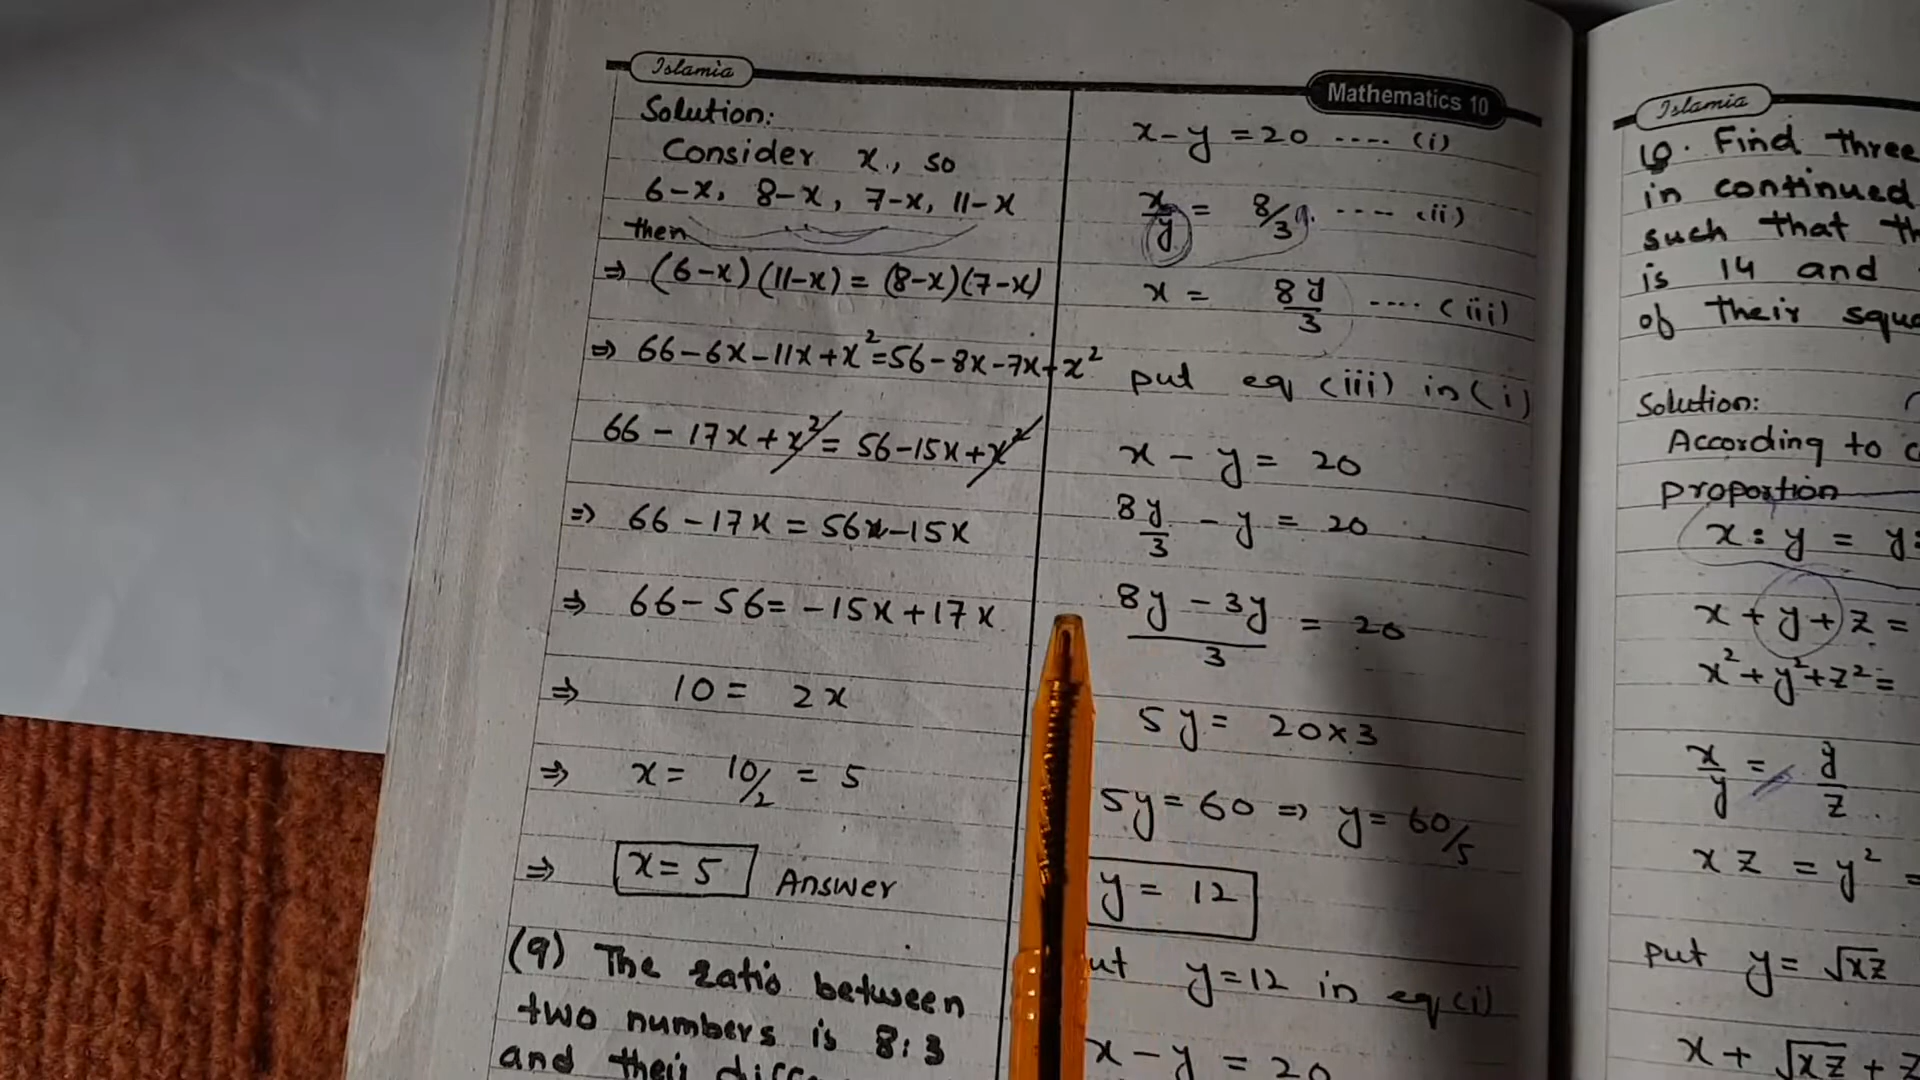 Islamia
Mathematics 10
Solution:
Consider x, so
6-x, 8-x, 7-x, 11-x
then
⇒ (6-x)(11-x) = (8-x)(7-x)
⇒ 66-6x-11x+x²=56-8x-7x+x²
66-17x+x²=56-15x+x²
⇒ 66-17x = 56-15x
⇒ 66-56=-15x+17x
⇒ 10= 2x
⇒ x= 10/2 = 5
⇒ x=5 Answer
(9) The ratio between
two numbers is 8:3
and their
x-y=20 ---- (i)
x/y = 8/3 ---- (ii)
x = 8y/3 ---- (iii)
put eq (iii) in (i)
x - y = 20
8y/3 - y = 20
8y - 3y / 3 = 20
5y= 20×3
5y=60 ⇒ y= 60/5
y = 12
ut y=12 in eq(i)
x-y = 20
Islamia
10. Find three
in continued
such that th
is 14 and
of their squa
Solution:
According to c
proportion
x:y = y:
x+y+z =
x²+y²+z²=
x/y = y/z
xz = y² =
put y= √xz
x+ √xz + z